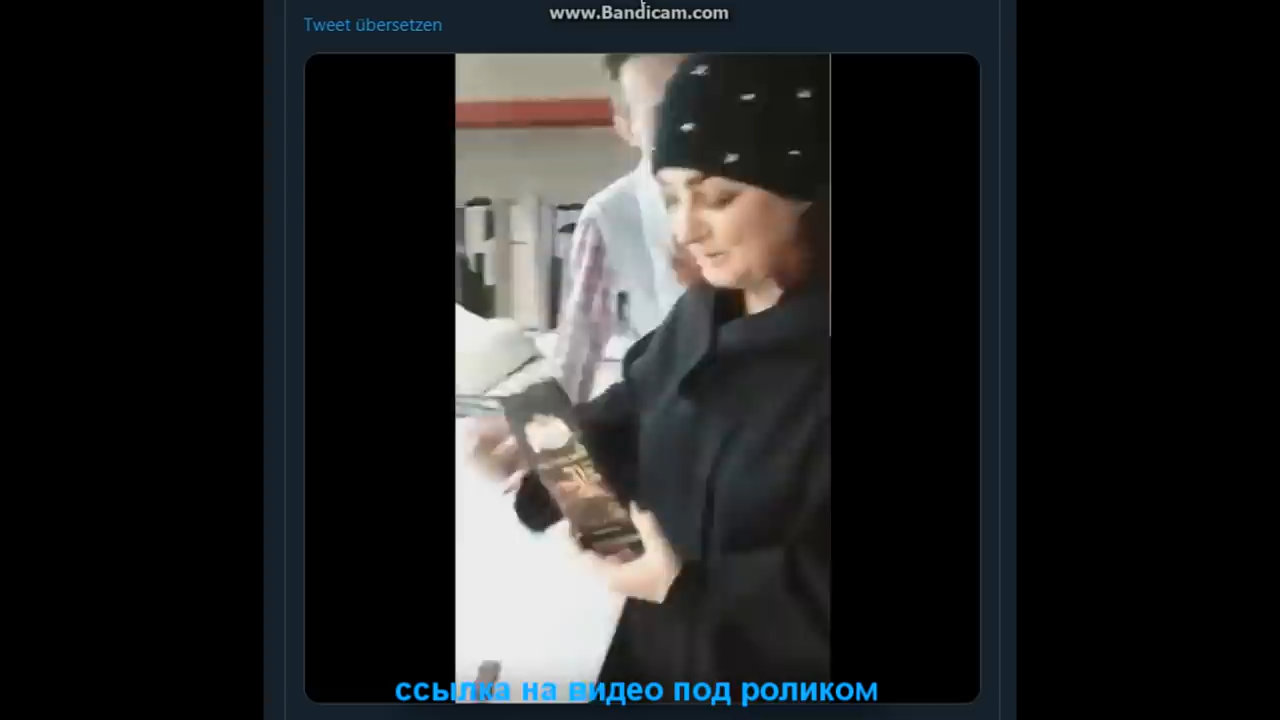 www.Bandicam.com
Tweet übersetzen
ссылка на видео под роликом